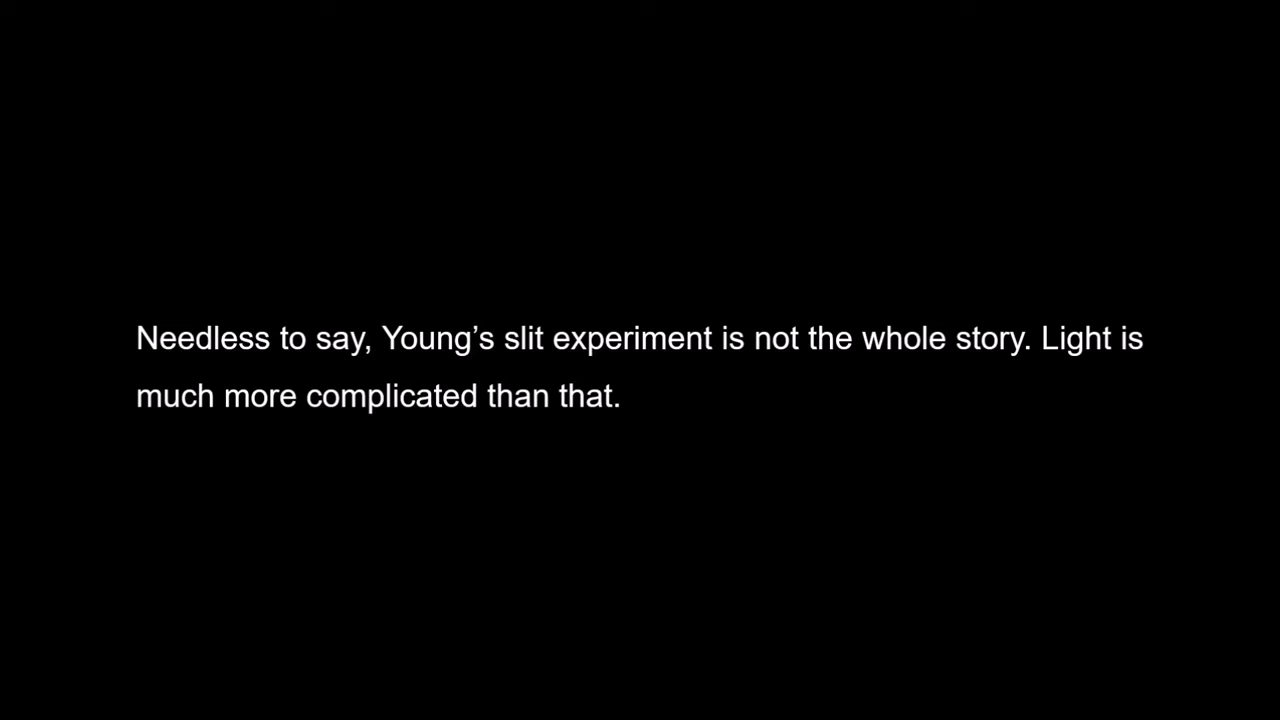 Needless to say, Young’s slit experiment is not the whole story. Light is
much more complicated than that.